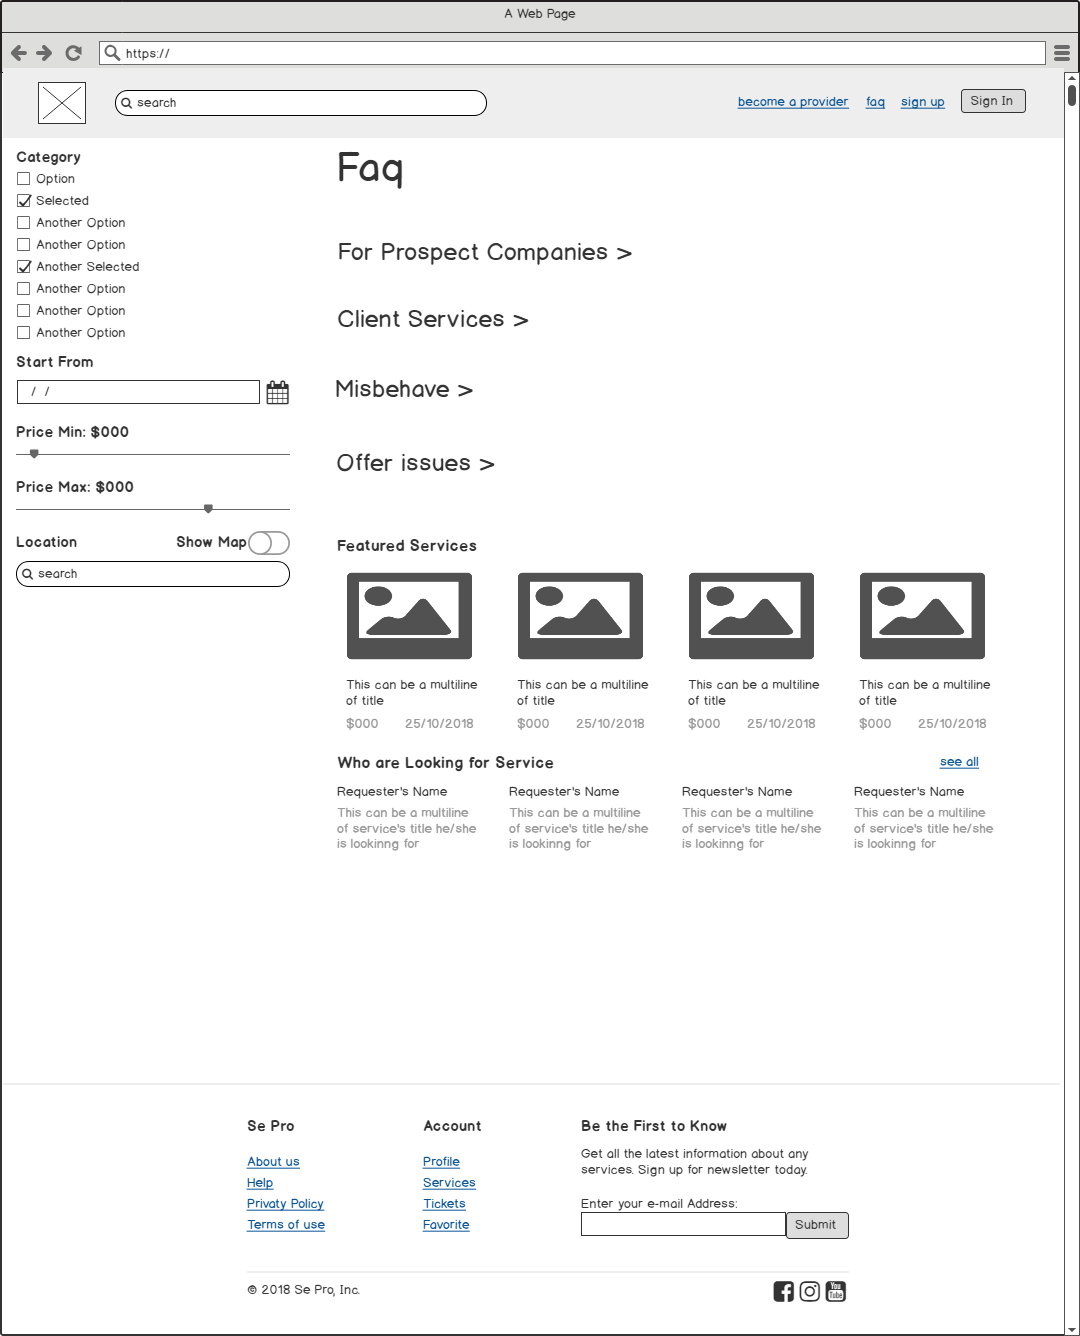 A Web Page
https://
search
become a provider
faq
sign up
Sign In
Category
Option
Selected
Another Option
Another Option
Another Selected
Another Option
Another Option
Another Option
Start From
/ /
Price Min: $000
Price Max: $000
Location
Show Map
search
Faq
For Prospect Companies >
Client Services >
Misbehave >
Offer issues >
Featured Services
This can be a multiline
of title
$000 25/10/2018
This can be a multiline
of title
$000 25/10/2018
This can be a multiline
of title
$000 25/10/2018
This can be a multiline
of title
$000 25/10/2018
Who are Looking for Service
see all
Requester's Name
This can be a multiline
of service's title he/she
is lookinng for
Requester's Name
This can be a multiline
of service's title he/she
is lookinng for
Requester's Name
This can be a multiline
of service's title he/she
is lookinng for
Requester's Name
This can be a multiline
of service's title he/she
is lookinng for
Se Pro
About us
Help
Privaty Policy
Terms of use
Account
Profile
Services
Tickets
Favorite
Be the First to Know
Get all the latest information about any
services. Sign up for newsletter today.
Enter your e-mail Address:
Submit
© 2018 Se Pro, Inc.
You
Tube